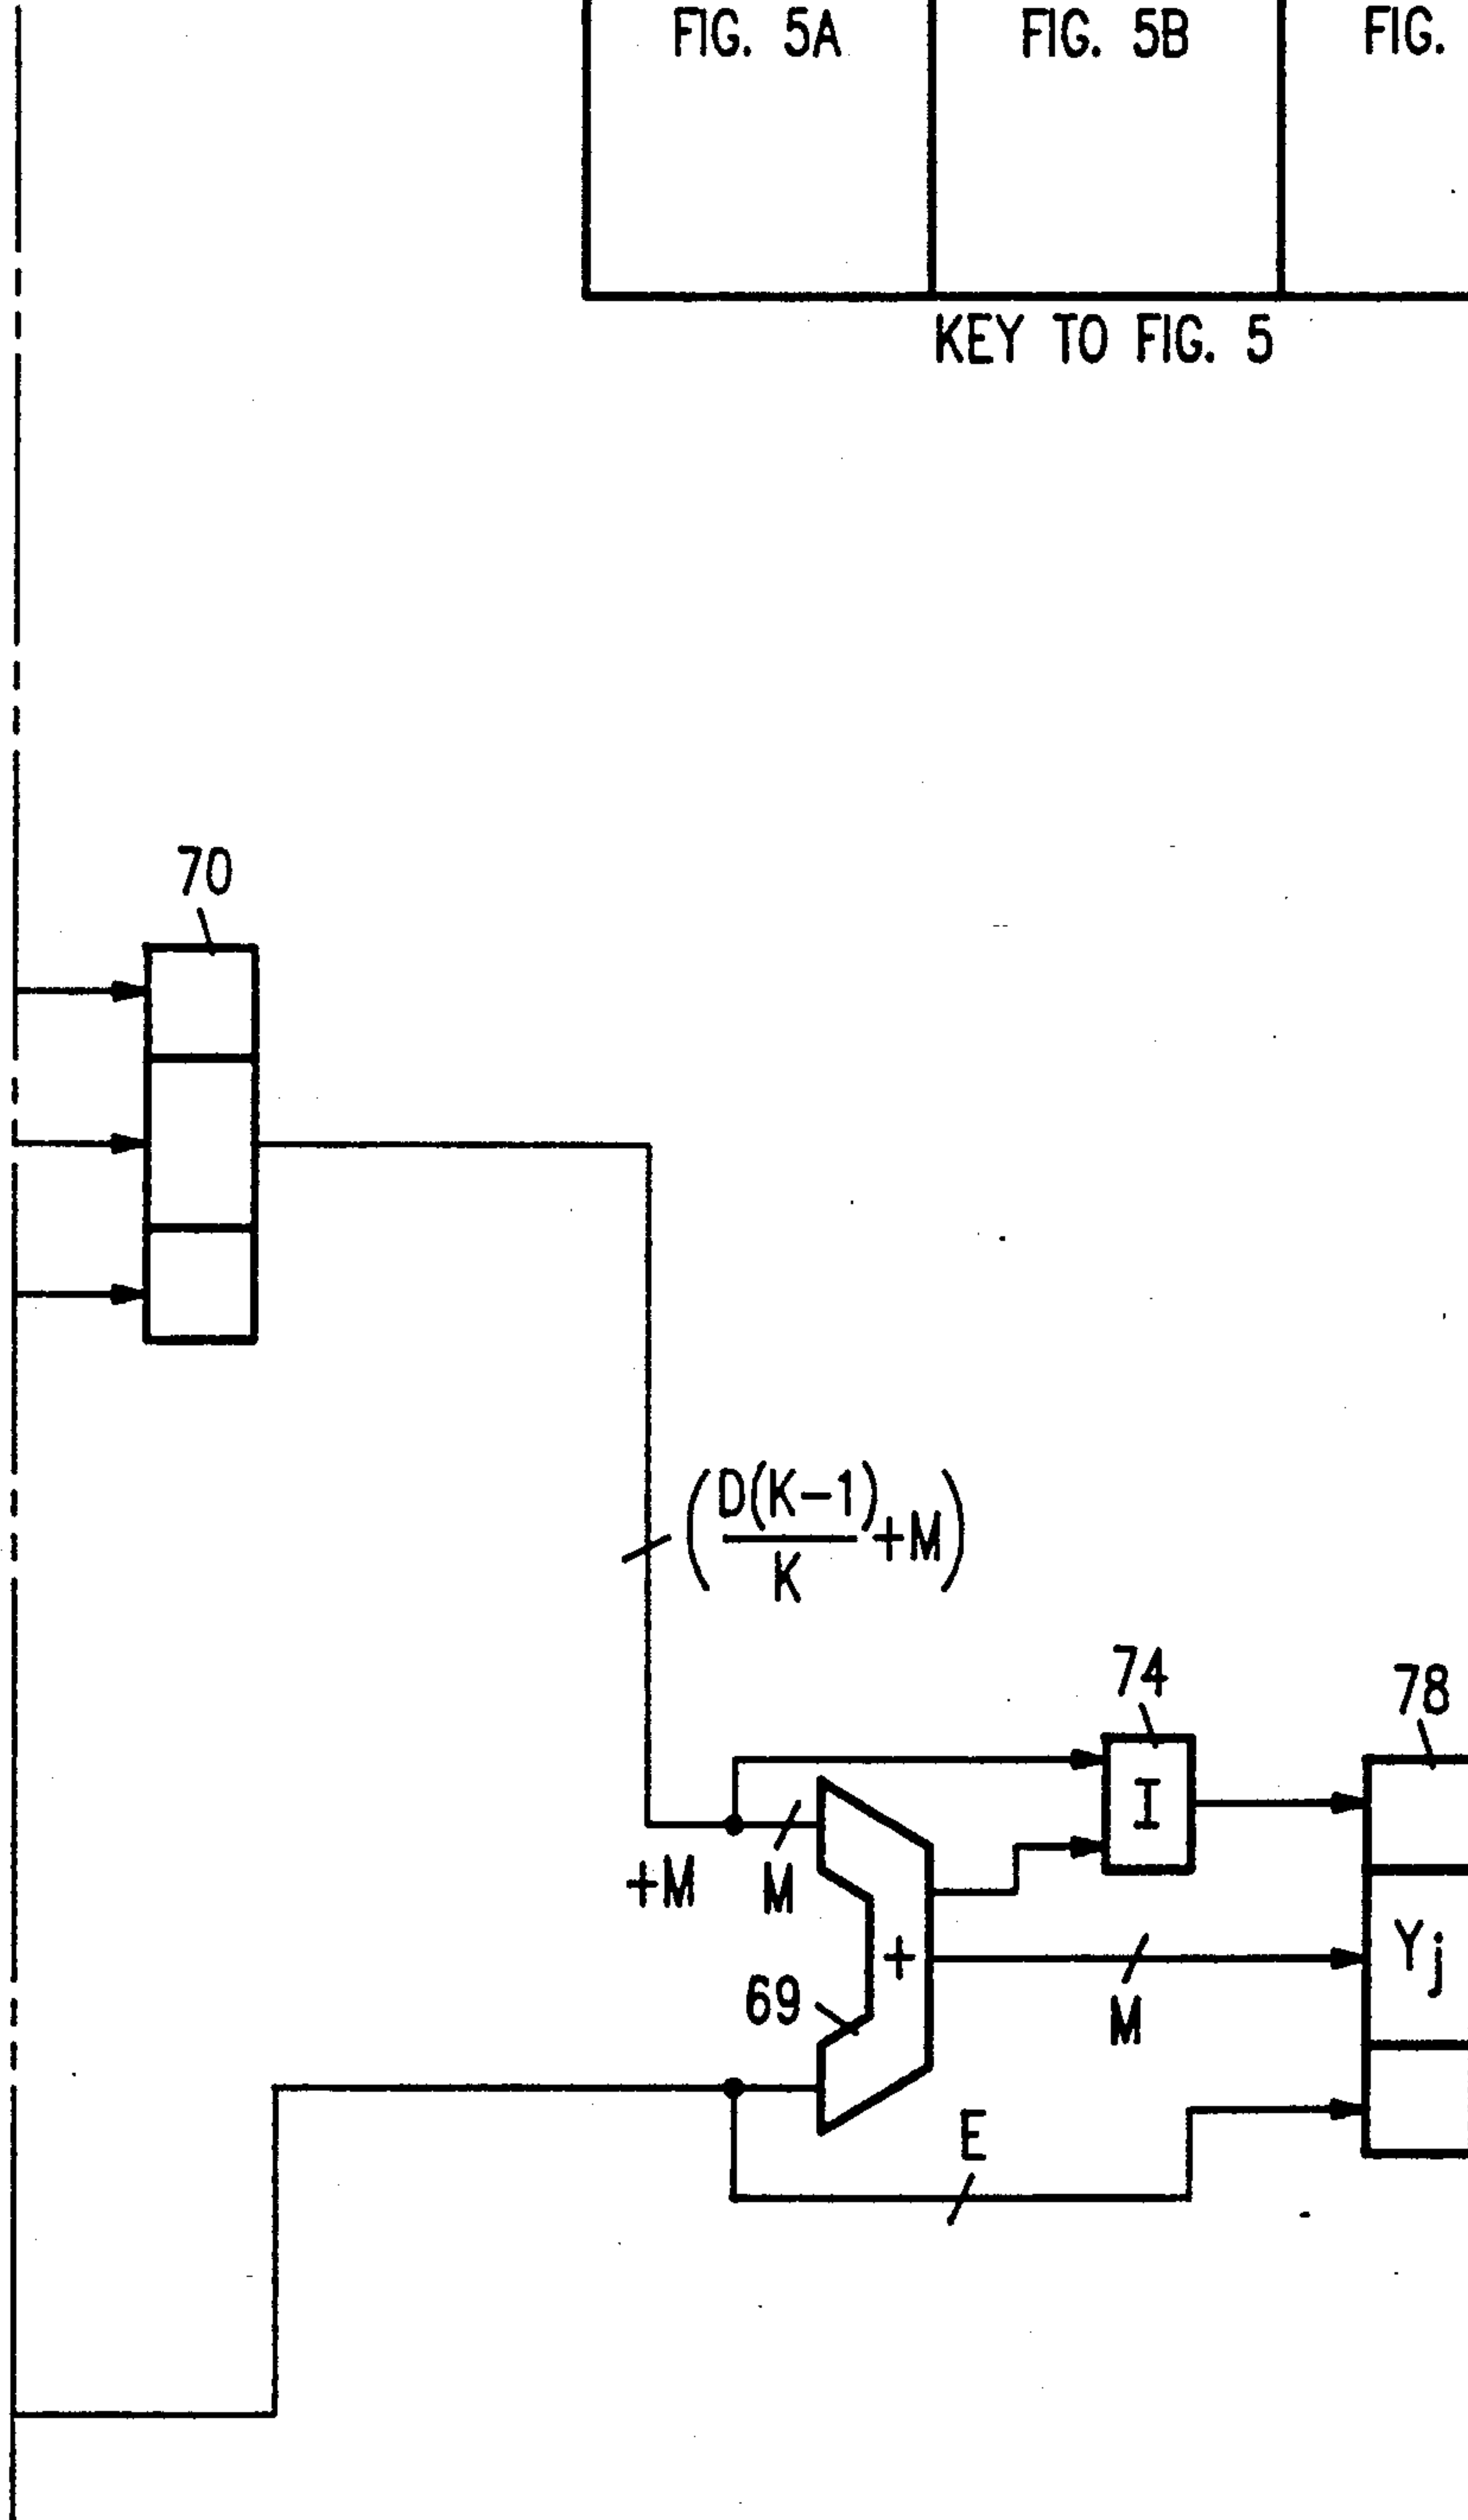 FIG. 5A
FIG. 5B
FIG.
KEY TO FIG. 5
70
(D(K-1)/K +M)
74
78
I
+M
M
+
Yj
69
M
E